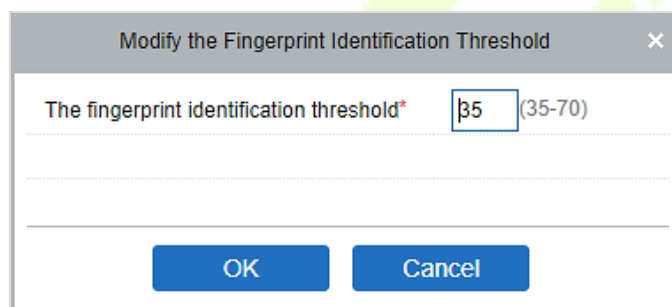 Modify the Fingerprint Identification Threshold ×
The fingerprint identification threshold* 35 (35-70)
OK Cancel